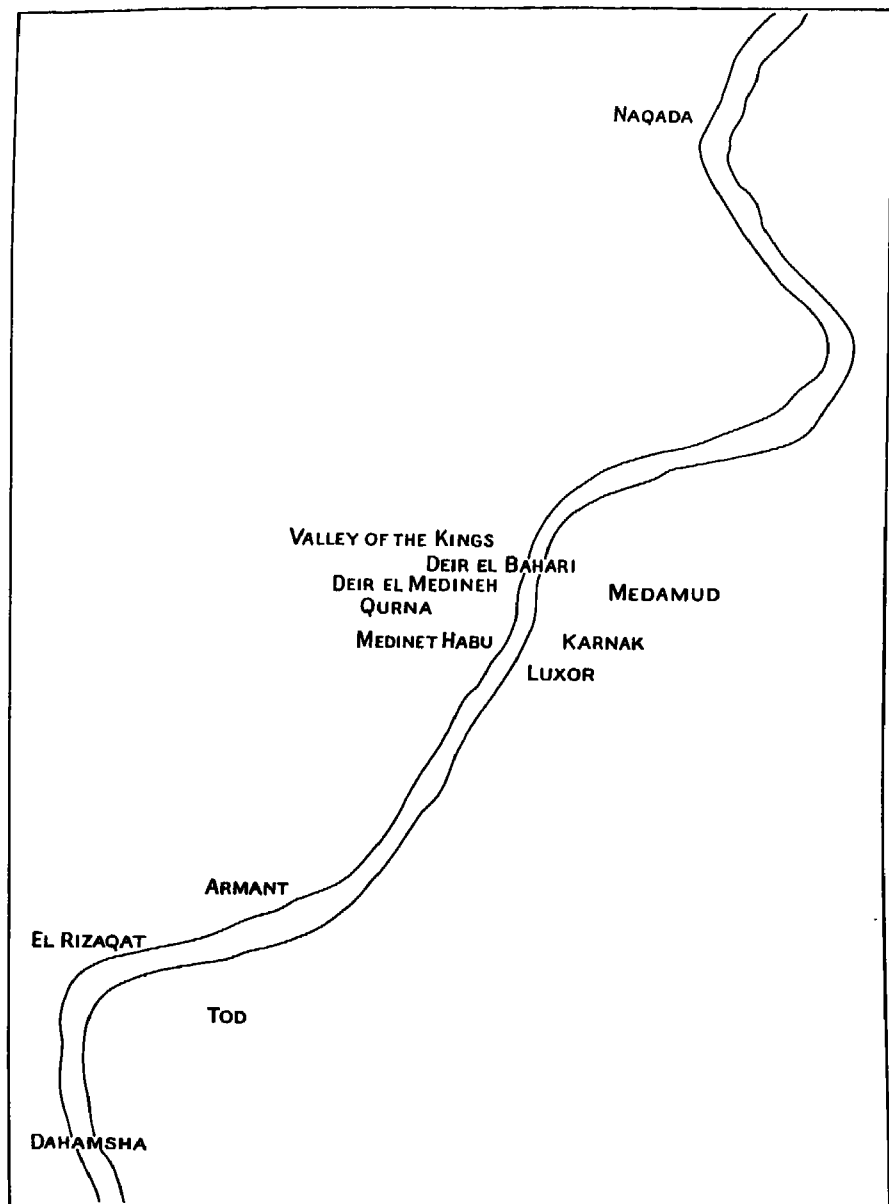 NAQADA
VALLEY OF THE KINGS
DEIR EL BAHARI
DEIR EL MEDINEH
MEDAMUD
QURNA
MEDINET HABU
KARNAK
LUXOR
ARMANT
EL RIZAQAT
TOD
DAHAMSHA